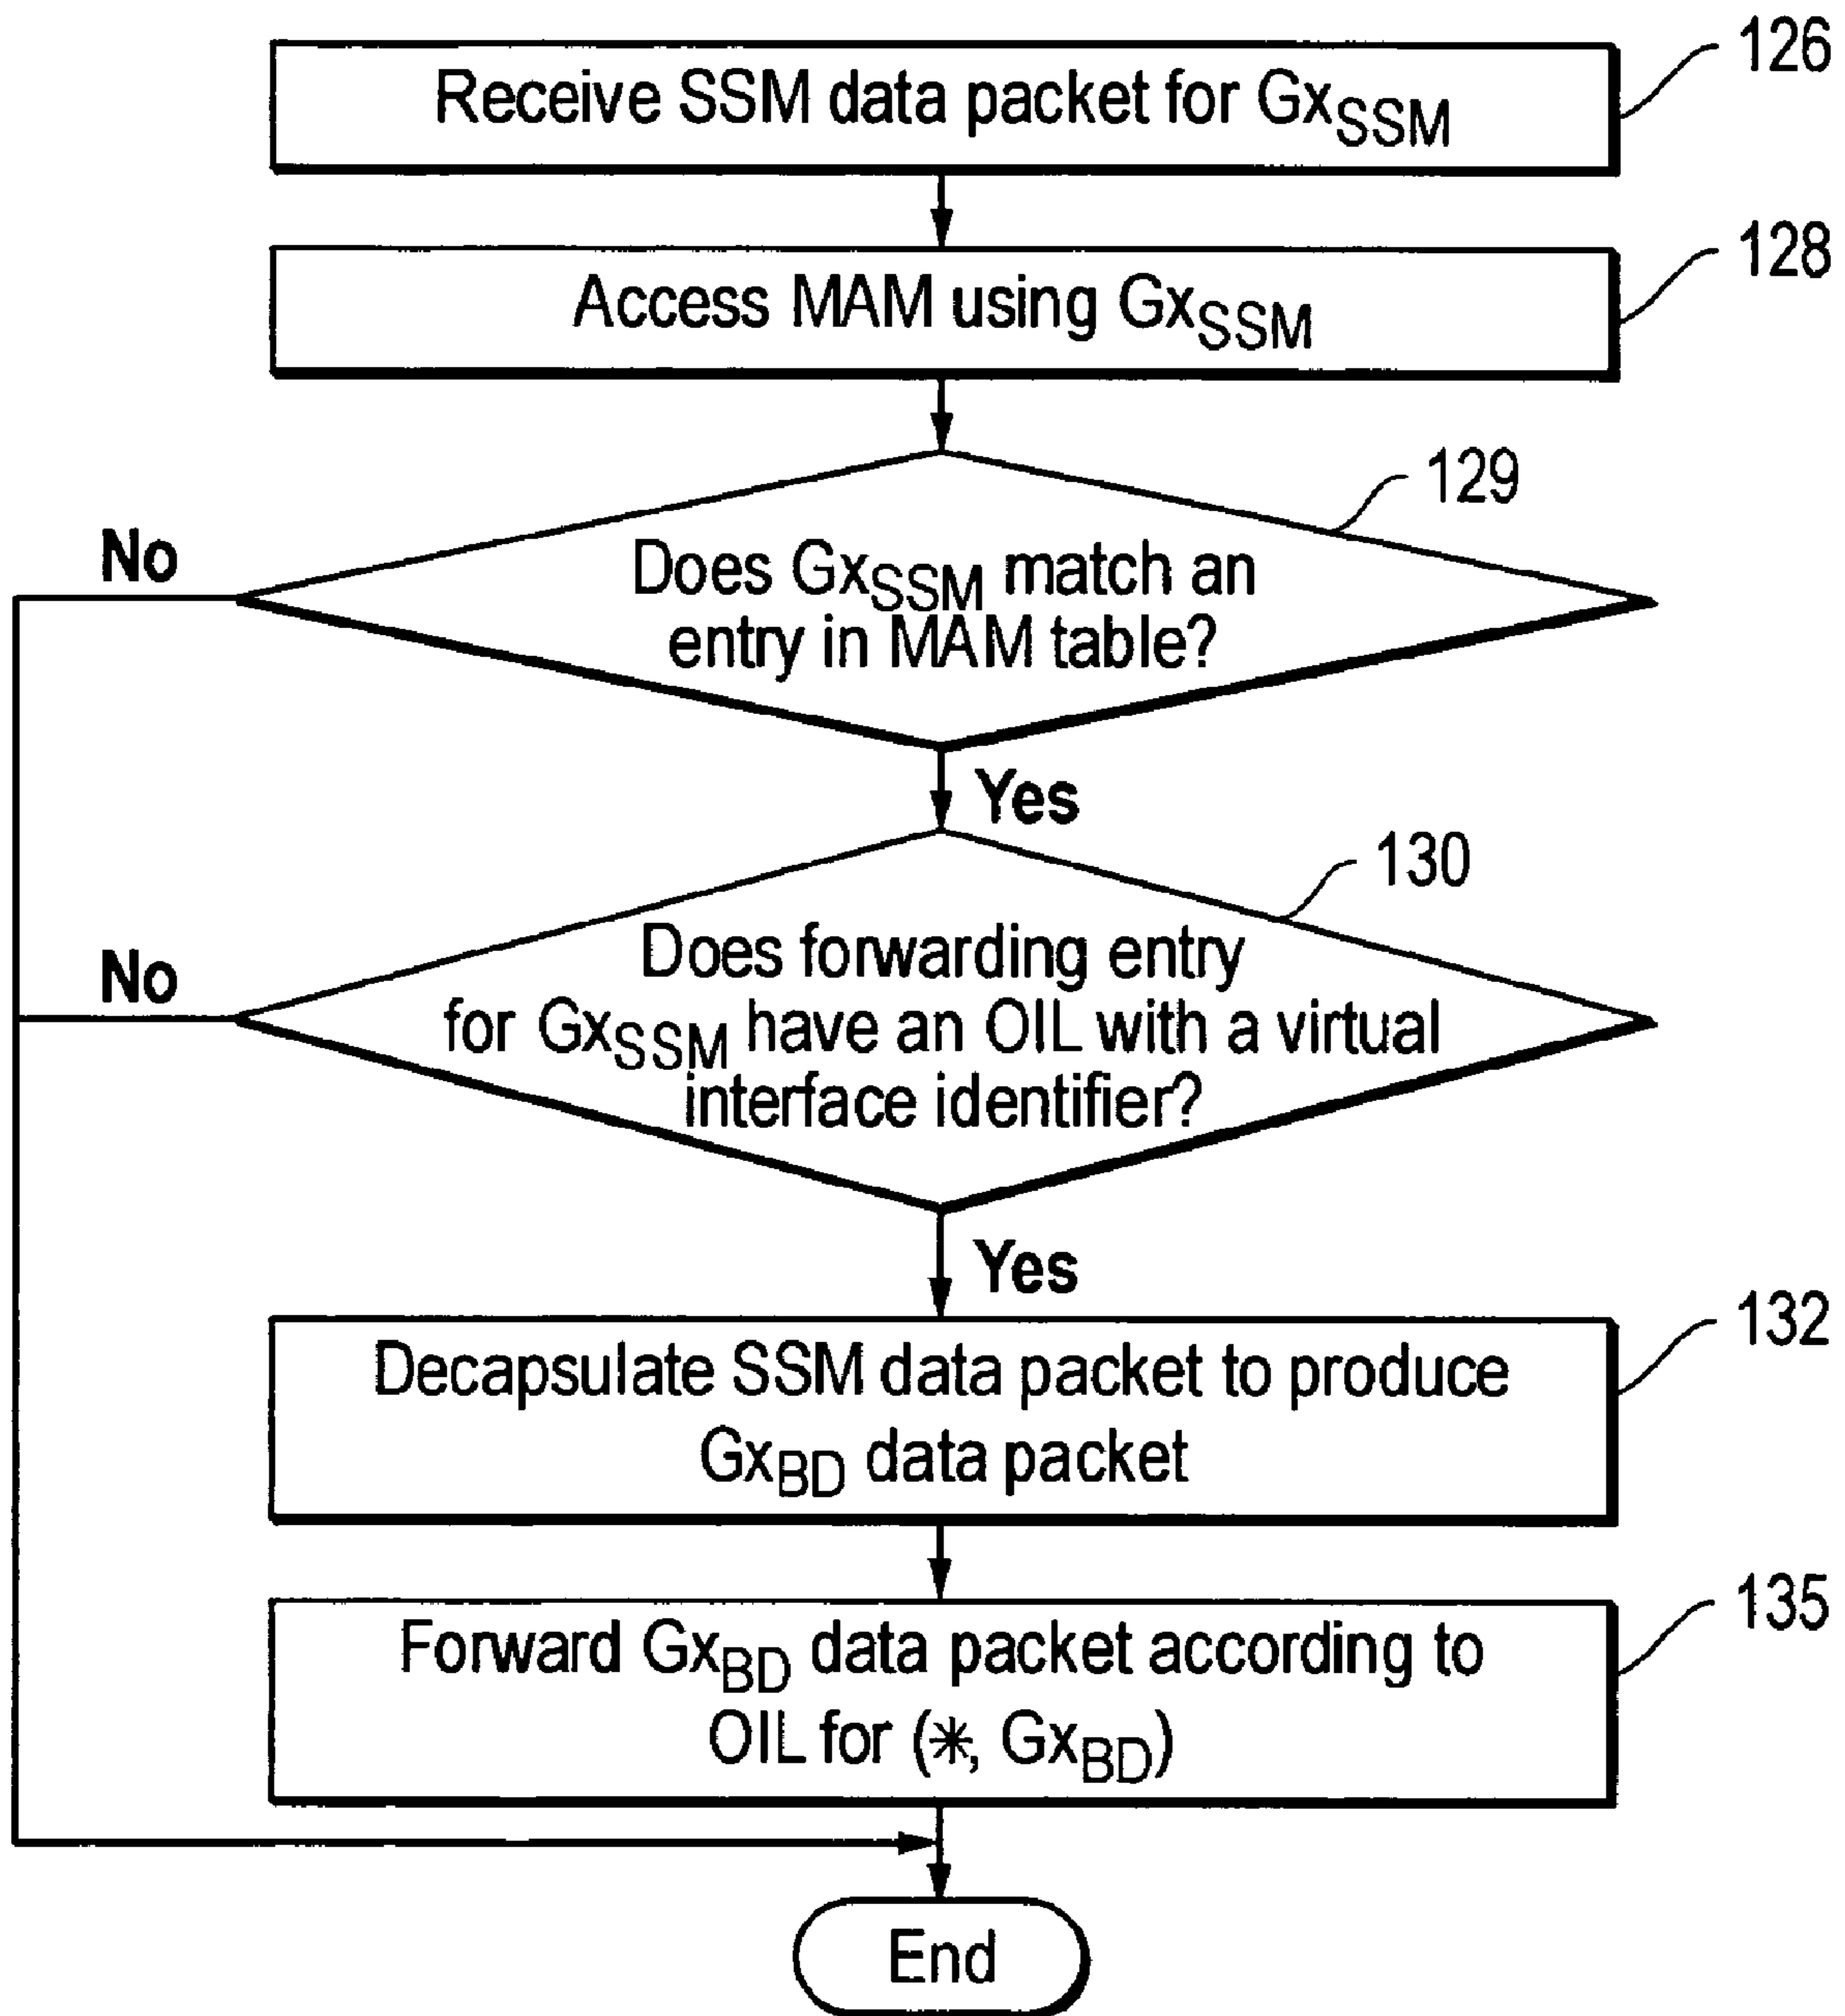 126
Receive SSM data packet for GxSSM
128
Access MAM using GxSSM
129
No
Does GxSSM match an
entry in MAM table?
Yes
130
No
Does forwarding entry
for GxSSM have an OIL with a virtual
interface identifier?
Yes
132
Decapsulate SSM data packet to produce
GxBD data packet
135
Forward GxBD data packet according to
OIL for (*, GxBD)
End